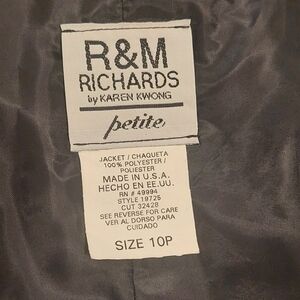 R&M
RICHARDS
by KAREN KWONG
petite
JACKET / CHAQUETA
100% POLYESTER /
POLIESTER
MADE IN U.S.A.
HECHO EN EE.UU.
RN # 49994
STYLE 19725
CUT 32428
SEE REVERSE FOR CARE
VER AL DORSO PARA
CUIDADO
SIZE 10P